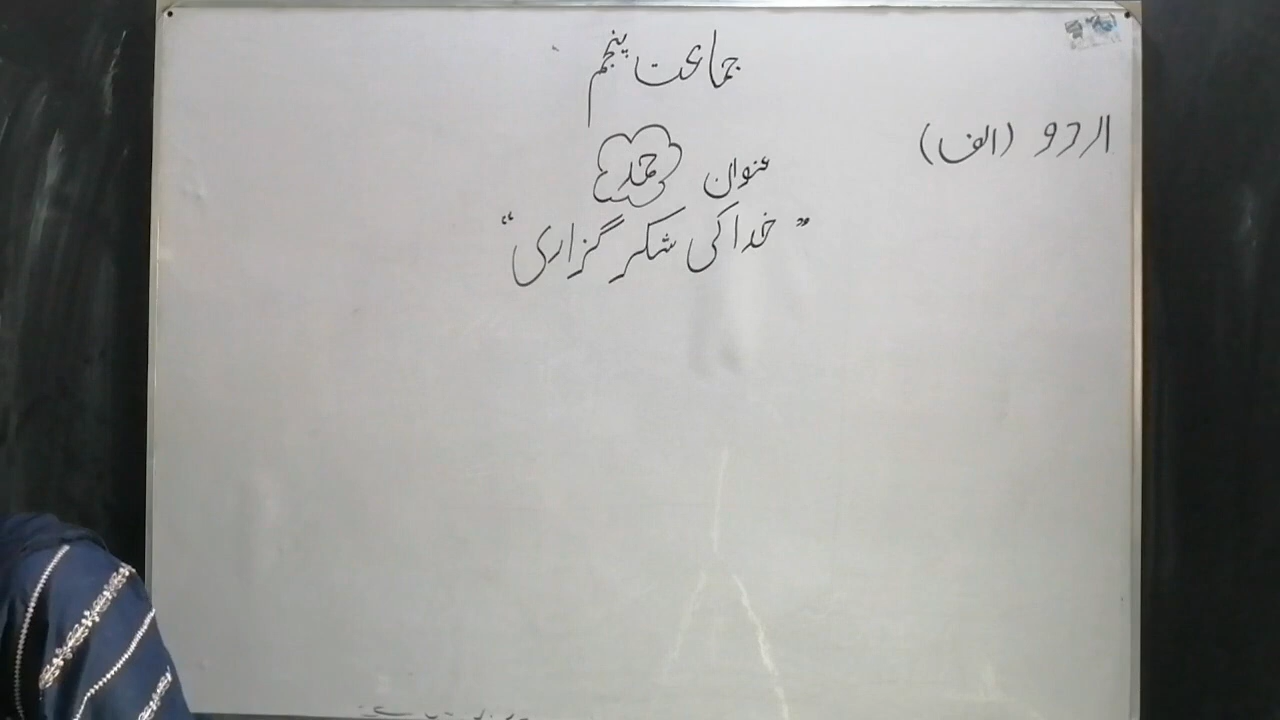 جماعت پنجم
اردو (الف)
عنوان حمد
"خدا کی شکر گزاری"